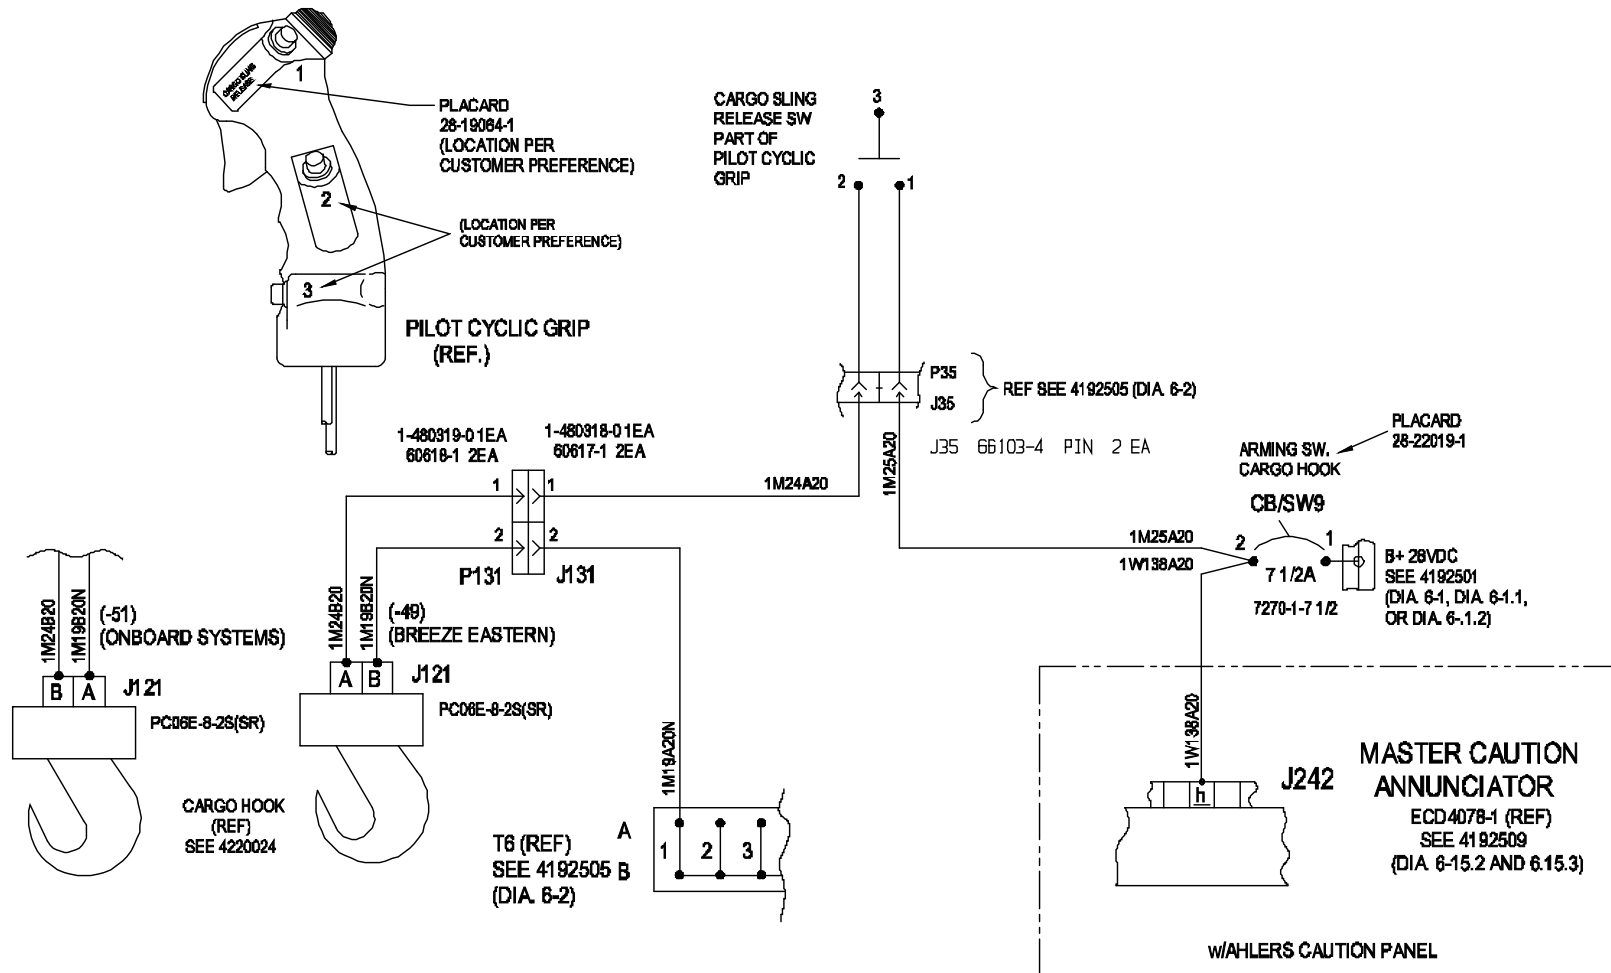 CARGO SLING
RELEASE
1
PLACARD
28-19064-1
(LOCATION PER
CUSTOMER PREFERENCE)
2
(LOCATION PER
CUSTOMER PREFERENCE)
3
PILOT CYCLIC GRIP
(REF.)
CARGO SLING
RELEASE SW
PART OF
PILOT CYCLIC
GRIP
3
2
1
P35
J35
REF SEE 4192505 (DIA. 6-2)
J35 66103-4 PIN 2 EA
1M25A20
1M24A20
1-480319-0 1EA
60618-1 2EA
1-480318-0 1EA
60617-1 2EA
1
1
2
2
P131
J131
PLACARD
28-22019-1
ARMING SW.
CARGO HOOK
CB/SW9
1M25A20
1W138A20
2
1
7 1/2A
7270-1-7 1/2
B+ 28VDC
SEE 4192501
(DIA. 6-1, DIA. 6-1.1,
OR DIA. 6-.1.2)
1M24B20
1M19B20N
(-51)
(ONBOARD SYSTEMS)
B
A
J121
PC06E-8-2S(SR)
1M24B20
1M19B20N
(-49)
(BREEZE EASTERN)
A
B
J121
PC06E-8-2S(SR)
CARGO HOOK
(REF)
SEE 4220024
1M19A20N
T6 (REF)
SEE 4192505
(DIA. 6-2)
A
B
1
2
3
1W138A20
h
J242
MASTER CAUTION
ANNUNCIATOR
ECD4078-1 (REF)
SEE 4192509
(DIA. 6-15.2 AND 6.15.3)
w/AHLERS CAUTION PANEL